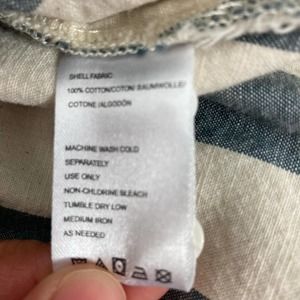 SHELL FABRIC:
100% COTTON/COTON/ BAUMWOLLE/
COTONE /ALGODÓN
MACHINE WASH COLD
SEPARATELY
USE ONLY
NON-CHLORINE BLEACH
TUMBLE DRY LOW
MEDIUM IRON
AS NEEDED